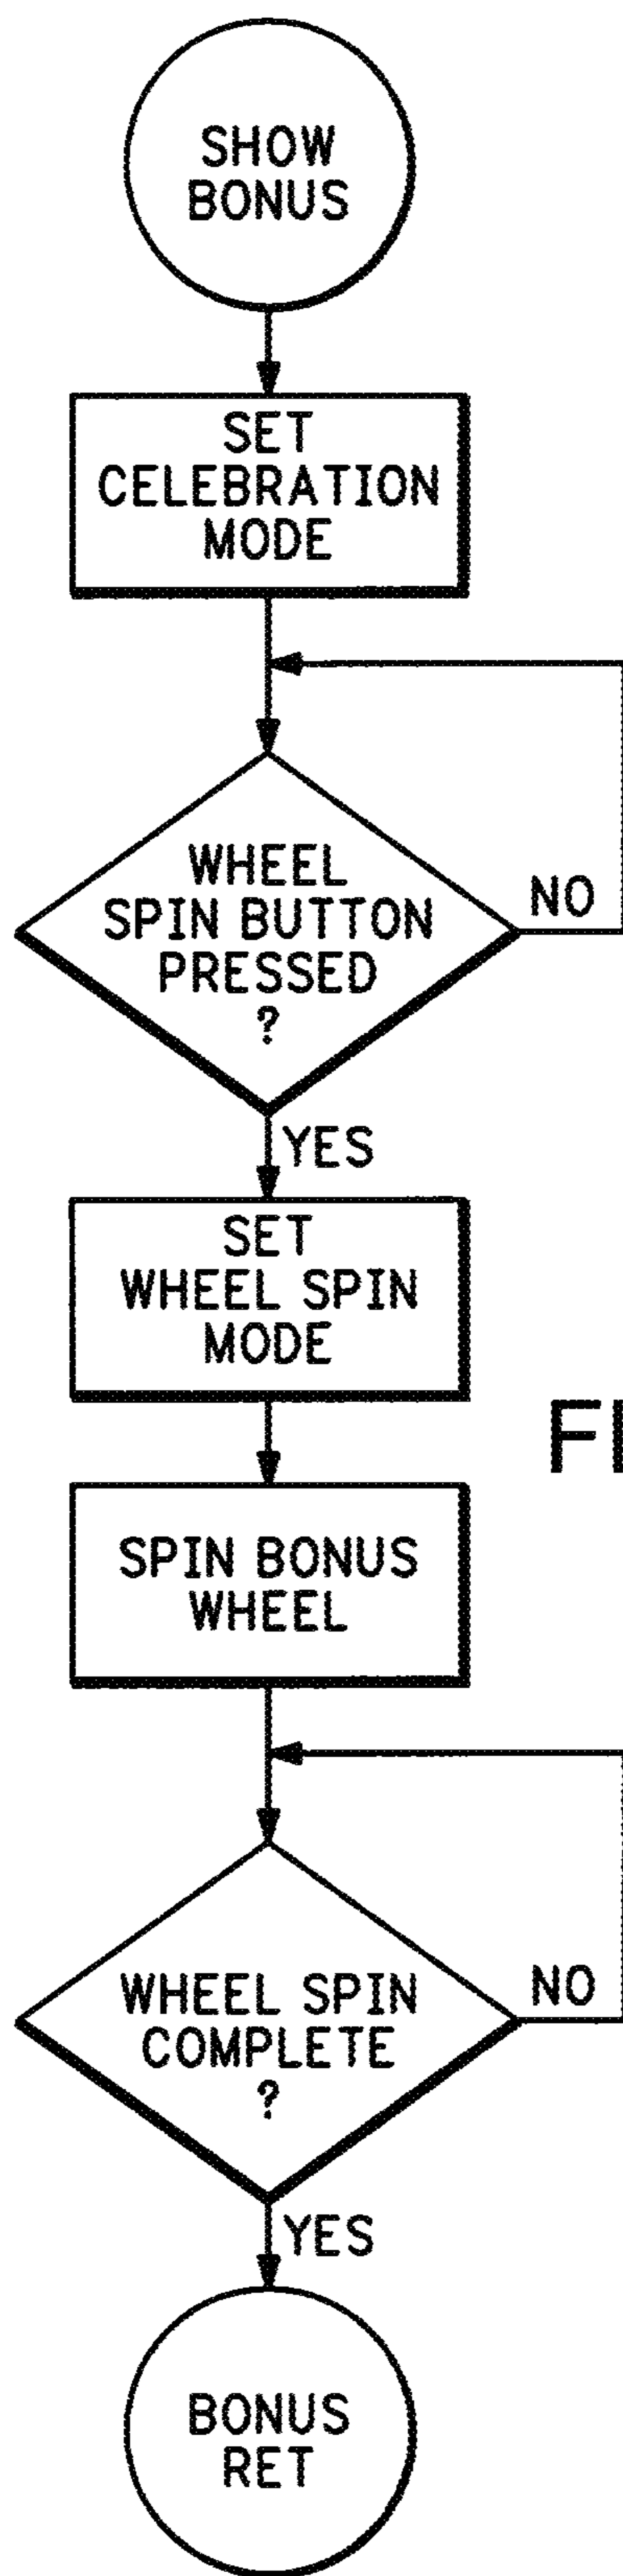 SHOW
BONUS
SET
CELEBRATION
MODE
WHEEL
SPIN BUTTON
PRESSED
?
NO
YES
SET
WHEEL SPIN
MODE
SPIN BONUS
WHEEL
WHEEL SPIN
COMPLETE
?
NO
YES
BONUS
RET